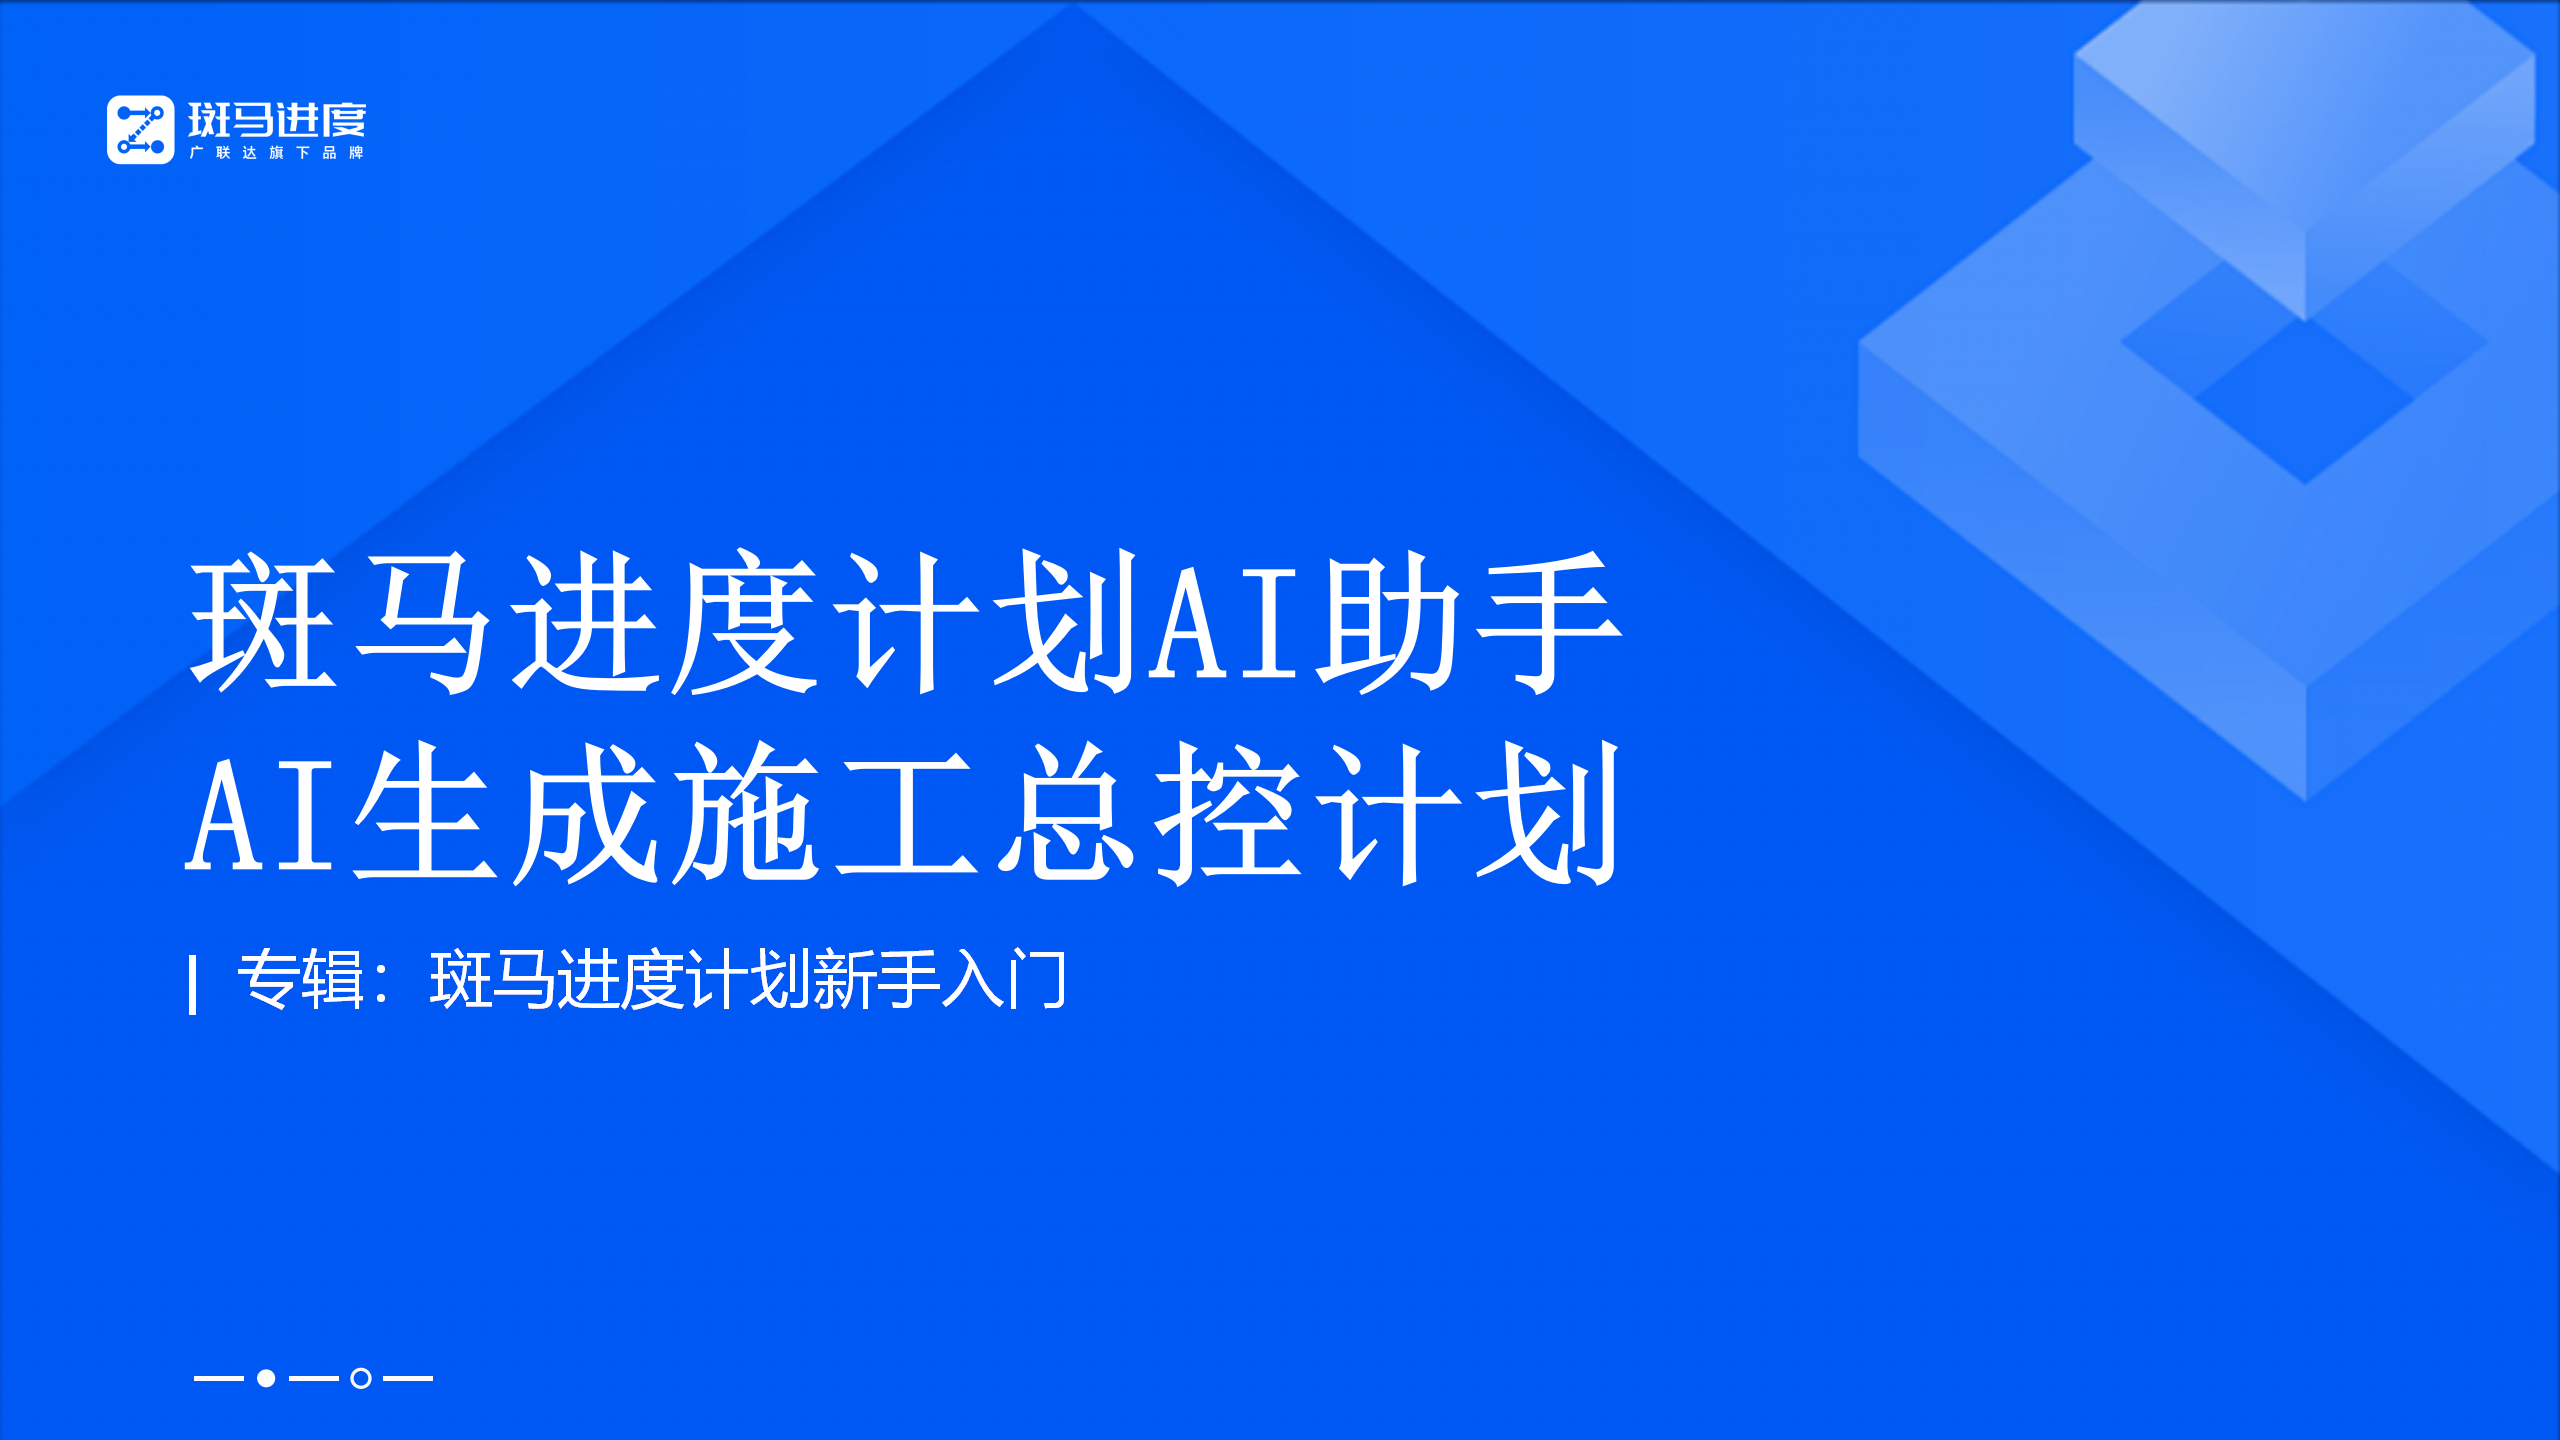 斑马进度
广联达旗下品牌
斑马进度计划AI助手
AI生成施工总控计划
专辑：斑马进度计划新手入门